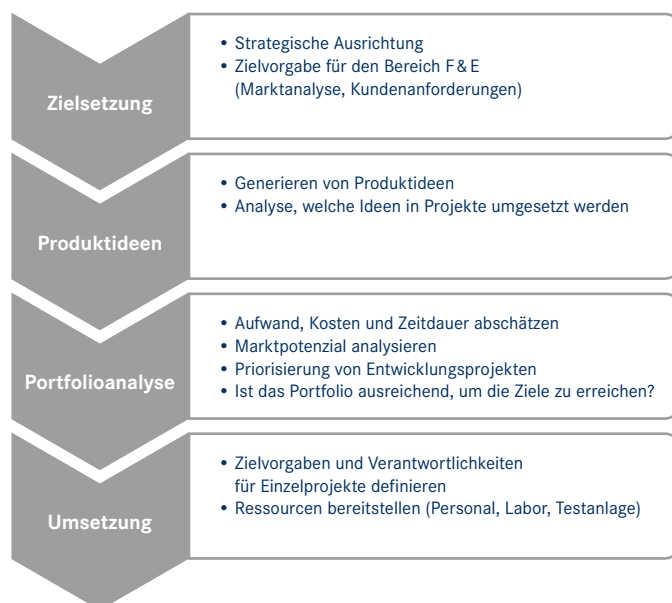 Zielsetzung
• Strategische Ausrichtung
• Zielvorgabe für den Bereich F & E
(Marktanalyse, Kundenanforderungen)
Produktideen
• Generieren von Produktideen
• Analyse, welche Ideen in Projekte umgesetzt werden
Portfolioanalyse
• Aufwand, Kosten und Zeitdauer abschätzen
• Marktpotenzial analysieren
• Priorisierung von Entwicklungsprojekten
• Ist das Portfolio ausreichend, um die Ziele zu erreichen?
Umsetzung
• Zielvorgaben und Verantwortlichkeiten
für Einzelprojekte definieren
• Ressourcen bereitstellen (Personal, Labor, Testanlage)